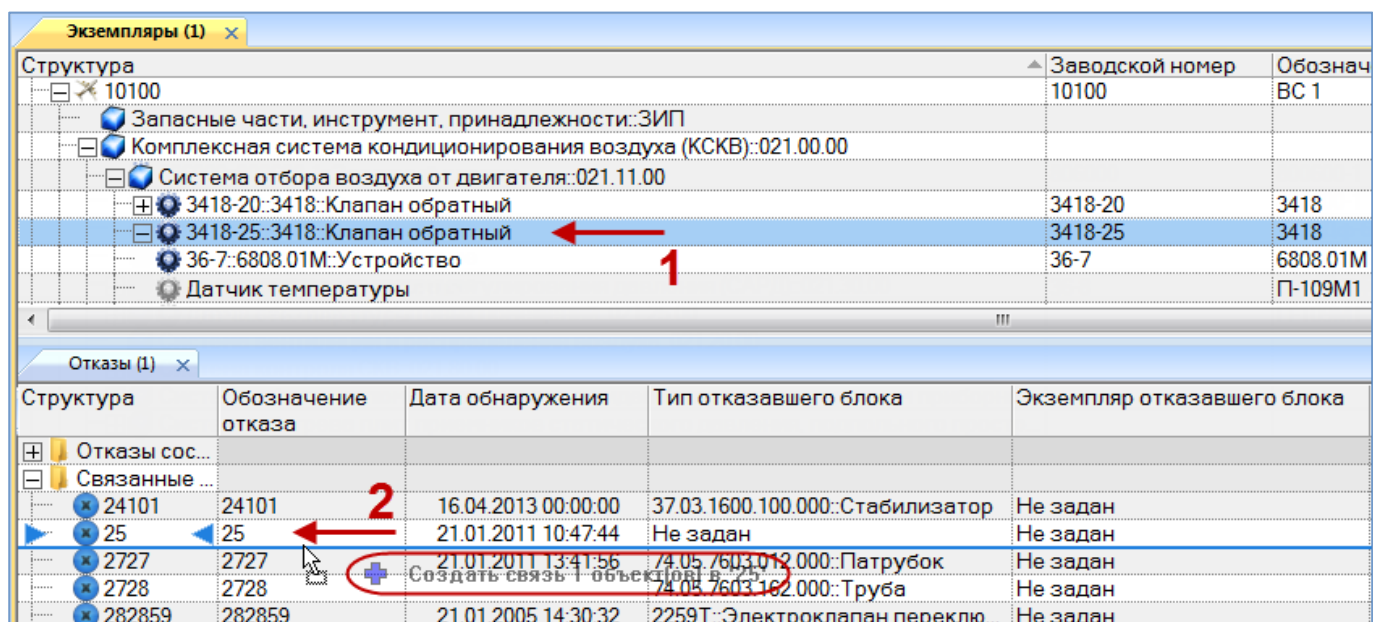 Экземпляры (1)
Структура Заводской номер Обознач
10100 10100 ВС 1
Запасные части, инструмент, принадлежности::ЗИП
Комплексная система кондиционирования воздуха (КСКВ)::021.00.00
Система отбора воздуха от двигателя::021.11.00
3418-20::3418::Клапан обратный 3418-20 3418
3418-25::3418::Клапан обратный 3418-25 3418
1
36-7::6808.01М::Устройство 36-7 6808.01М
Датчик температуры П-109М1
Отказы (1)
Структура Обозначение отказа Дата обнаружения Тип отказавшего блока Экземпляр отказавшего блока
Отказы сос...
Связанные ...
2
24101 24101 16.04.2013 00:00:00 37.03.1600.100.000::Стабилизатор Не задан
25 25 21.01.2011 10:47:44 Не задан Не задан
2727 2727 21.01.2011 13:41:56 74.05.7603.012.000::Патрубок Не задан
Создать связь 1 объект[ов] в '25'
2728 2728 74.05.7603.162.000::Труба Не задан
282859 282859 21.01.2005 14:30:32 2259Т::Электроклапан переклю... Не задан